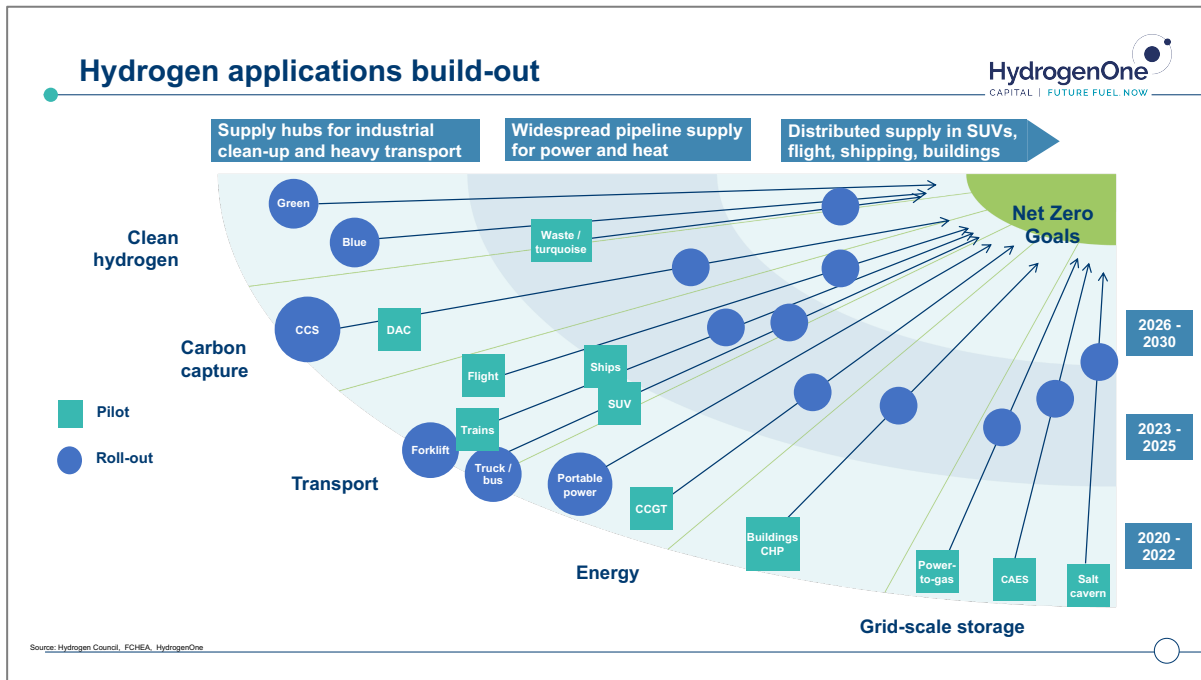 Hydrogen applications build-out
HydrogenOne
CAPITAL | FUTURE FUEL. NOW
Supply hubs for industrial
clean-up and heavy transport
Widespread pipeline supply
for power and heat
Distributed supply in SUVs,
flight, shipping, buildings
Net Zero
Goals
Clean
hydrogen
Green
Blue
Waste /
turquoise
Carbon
capture
CCS
DAC
Pilot
Roll-out
Transport
Flight
Ships
SUV
Trains
Forklift
Truck /
bus
Energy
Portable
power
CCGT
Buildings
CHP
Grid-scale storage
Power-
to-gas
CAES
Salt
cavern
2026 -
2030
2023 -
2025
2020 -
2022
Source: Hydrogen Council, FCHEA, HydrogenOne